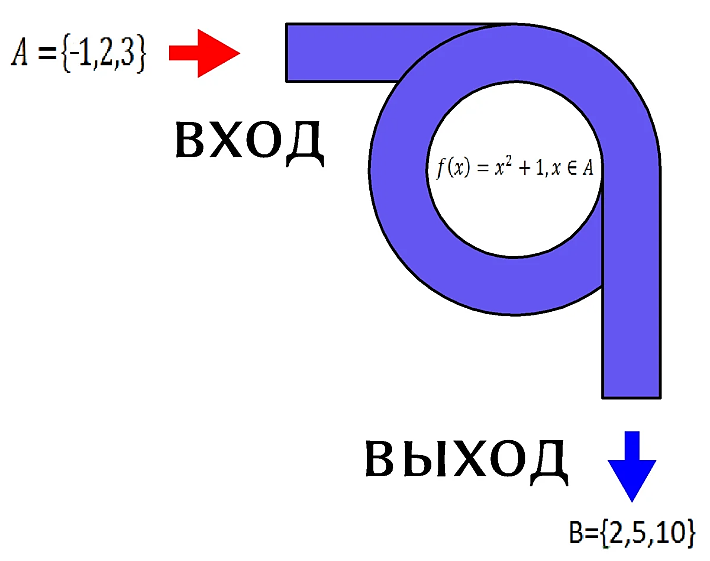 A = {-1,2,3}
вход
f(x) = x² + 1, x ∈ A
выход
B={2,5,10}